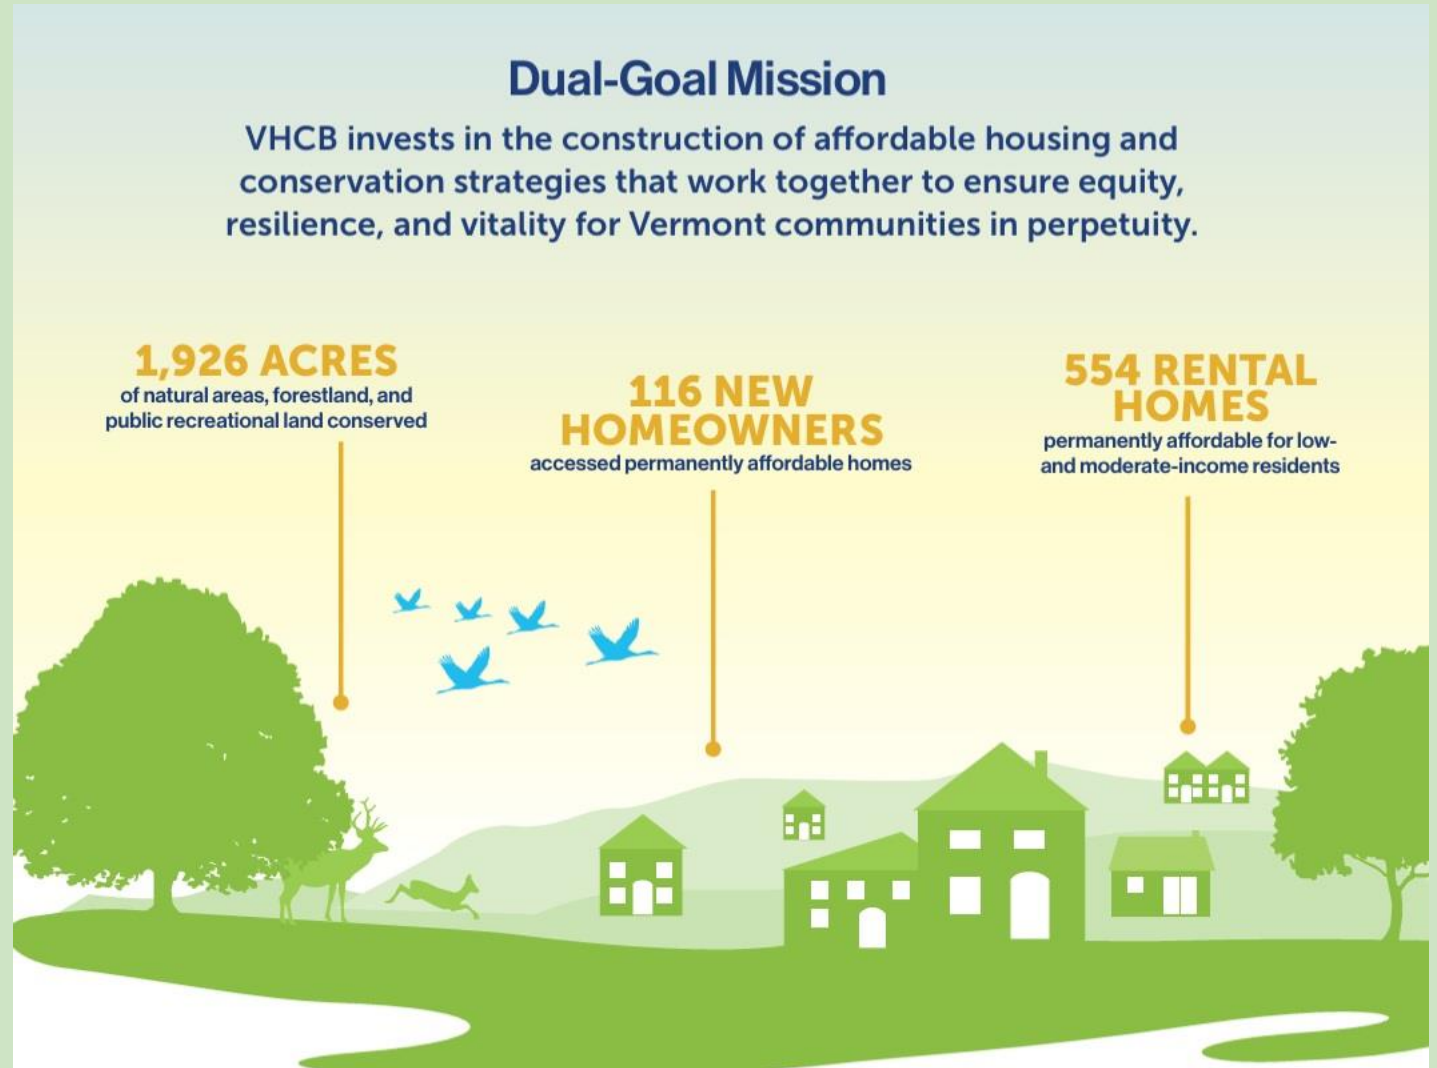 Dual-Goal Mission
VHCB invests in the construction of affordable housing and
conservation strategies that work together to ensure equity,
resilience, and vitality for Vermont communities in perpetuity.
1,926 ACRES
of natural areas, forestland, and
public recreational land conserved
116 NEW
HOMEOWNERS
accessed permanently affordable homes
554 RENTAL
HOMES
permanently affordable for low-
and moderate-income residents